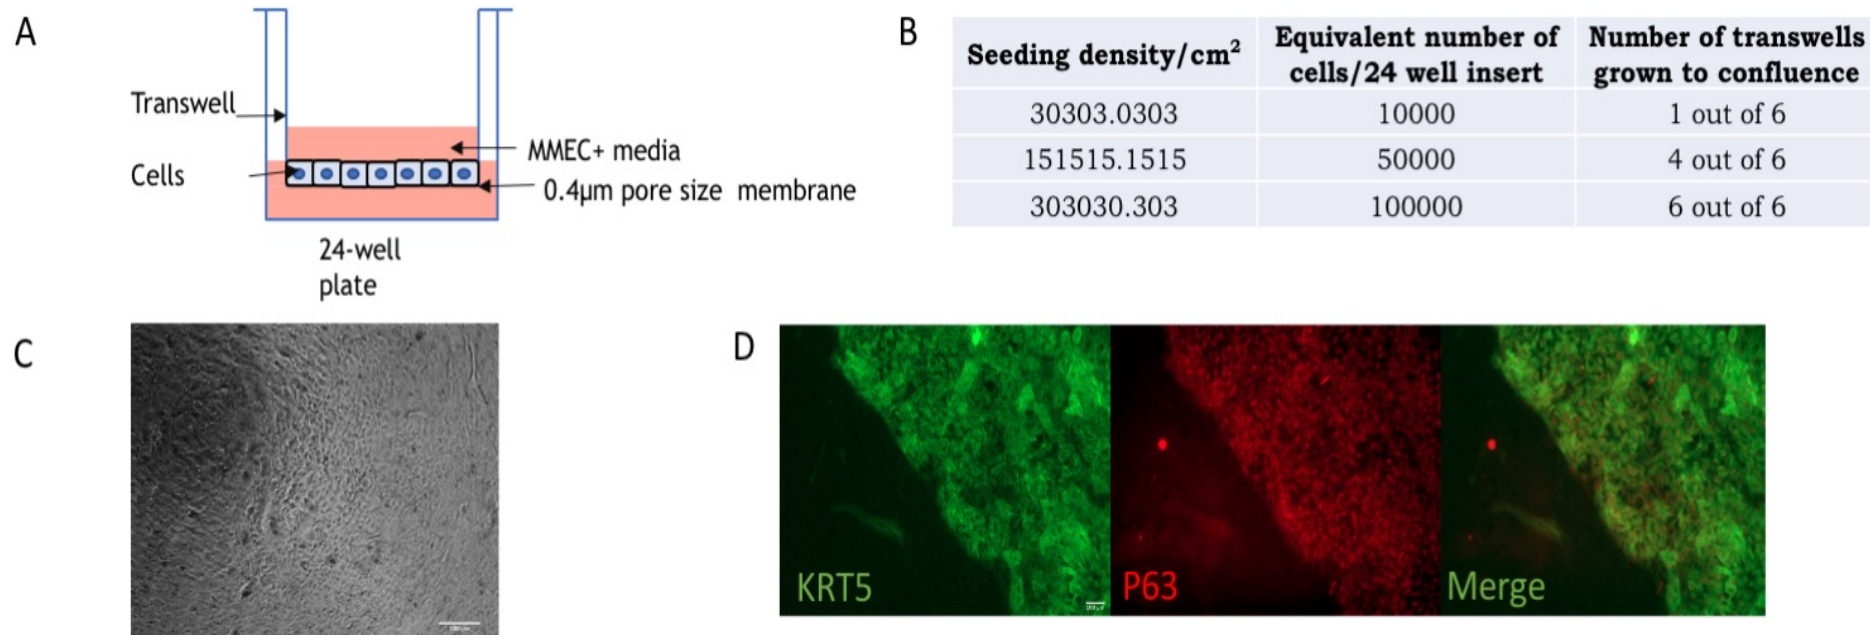 A
Transwell
Cells
MMEC+ media
0.4µm pore size membrane
24-well
plate
B
Seeding density/cm²
Equivalent number of
cells/24 well insert
Number of transwells
grown to confluence
30303.0303 10000 1 out of 6
151515.1515 50000 4 out of 6
303030.303 100000 6 out of 6
C
D
KRT5
P63
Merge